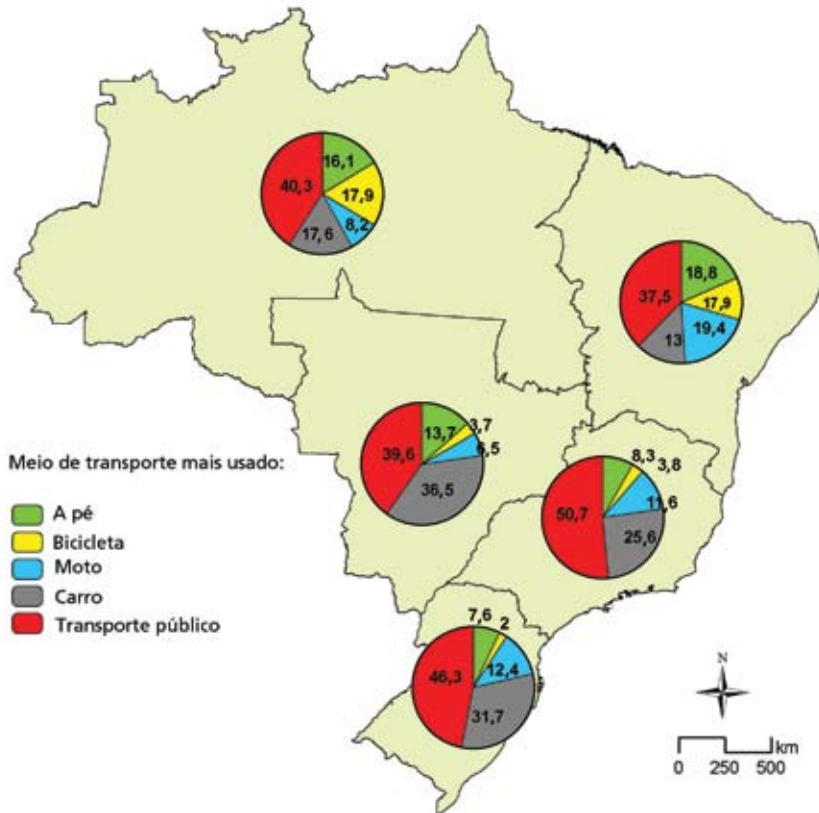 16,1
40,3
17,9
8,2
17,6
18,8
37,5
17,9
19,4
13
13,7
3,7
39,6
6,5
36,5
8,3
3,8
50,7
11,6
25,6
Meio de transporte mais usado:
A pé
Bicicleta
Moto
Carro
Transporte público
7,6
2
46,3
12,4
31,7
N
km
0 250 500